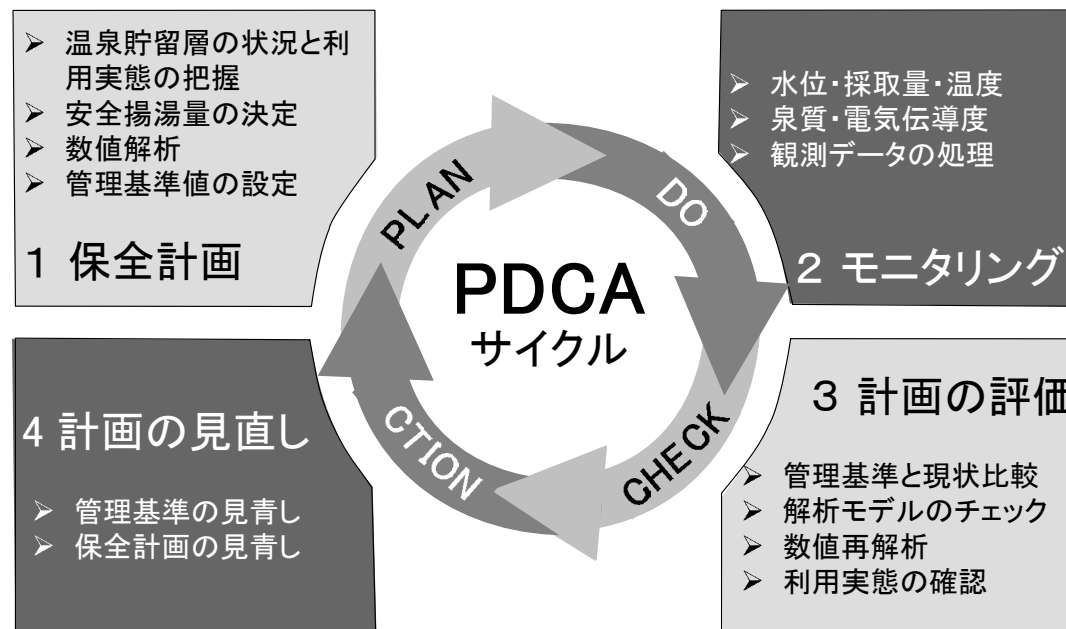 ➢ 温泉貯留層の状況と利
用実態の把握
➢ 安全揚湯量の決定
➢ 数値解析
➢ 管理基準値の設定
1 保全計画
➢ 水位・採取量・温度
➢ 泉質・電気伝導度
➢ 観測データの処理
2 モニタリング
PLAN
DO
CHECK
CTION
PDCA
サイクル
3 計画の評価
➢ 管理基準と現状比較
➢ 解析モデルのチェック
➢ 数値再解析
➢ 利用実態の確認
4 計画の見直し
➢ 管理基準の見青し
➢ 保全計画の見青し